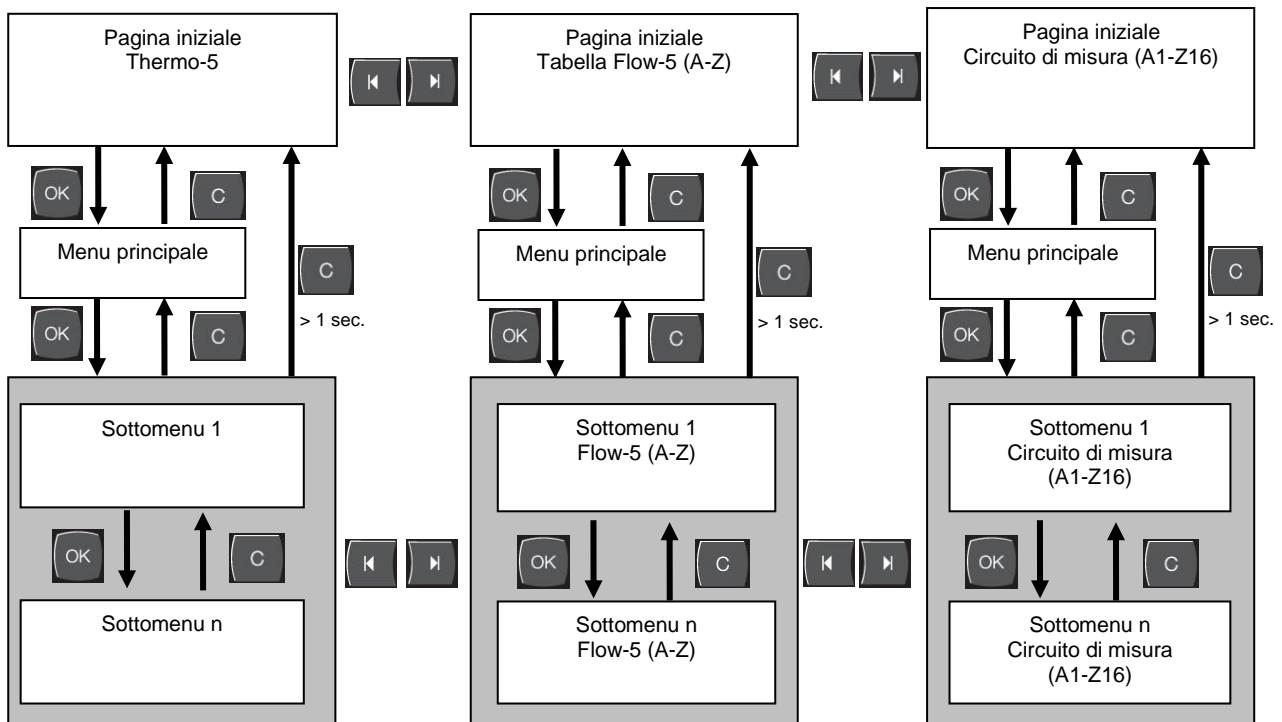 Pagina iniziale
Thermo-5
Pagina iniziale
Tabella Flow-5 (A-Z)
Pagina iniziale
Circuito di misura (A1-Z16)
OK
C
OK
C
OK
C
Menu principale
Menu principale
Menu principale
C
> 1 sec.
C
> 1 sec.
C
> 1 sec.
OK
C
OK
C
OK
C
Sottomenu 1
Sottomenu 1
Flow-5 (A-Z)
Sottomenu 1
Circuito di misura
(A1-Z16)
OK
C
OK
C
OK
C
Sottomenu n
Sottomenu n
Flow-5 (A-Z)
Sottomenu n
Circuito di misura
(A1-Z16)